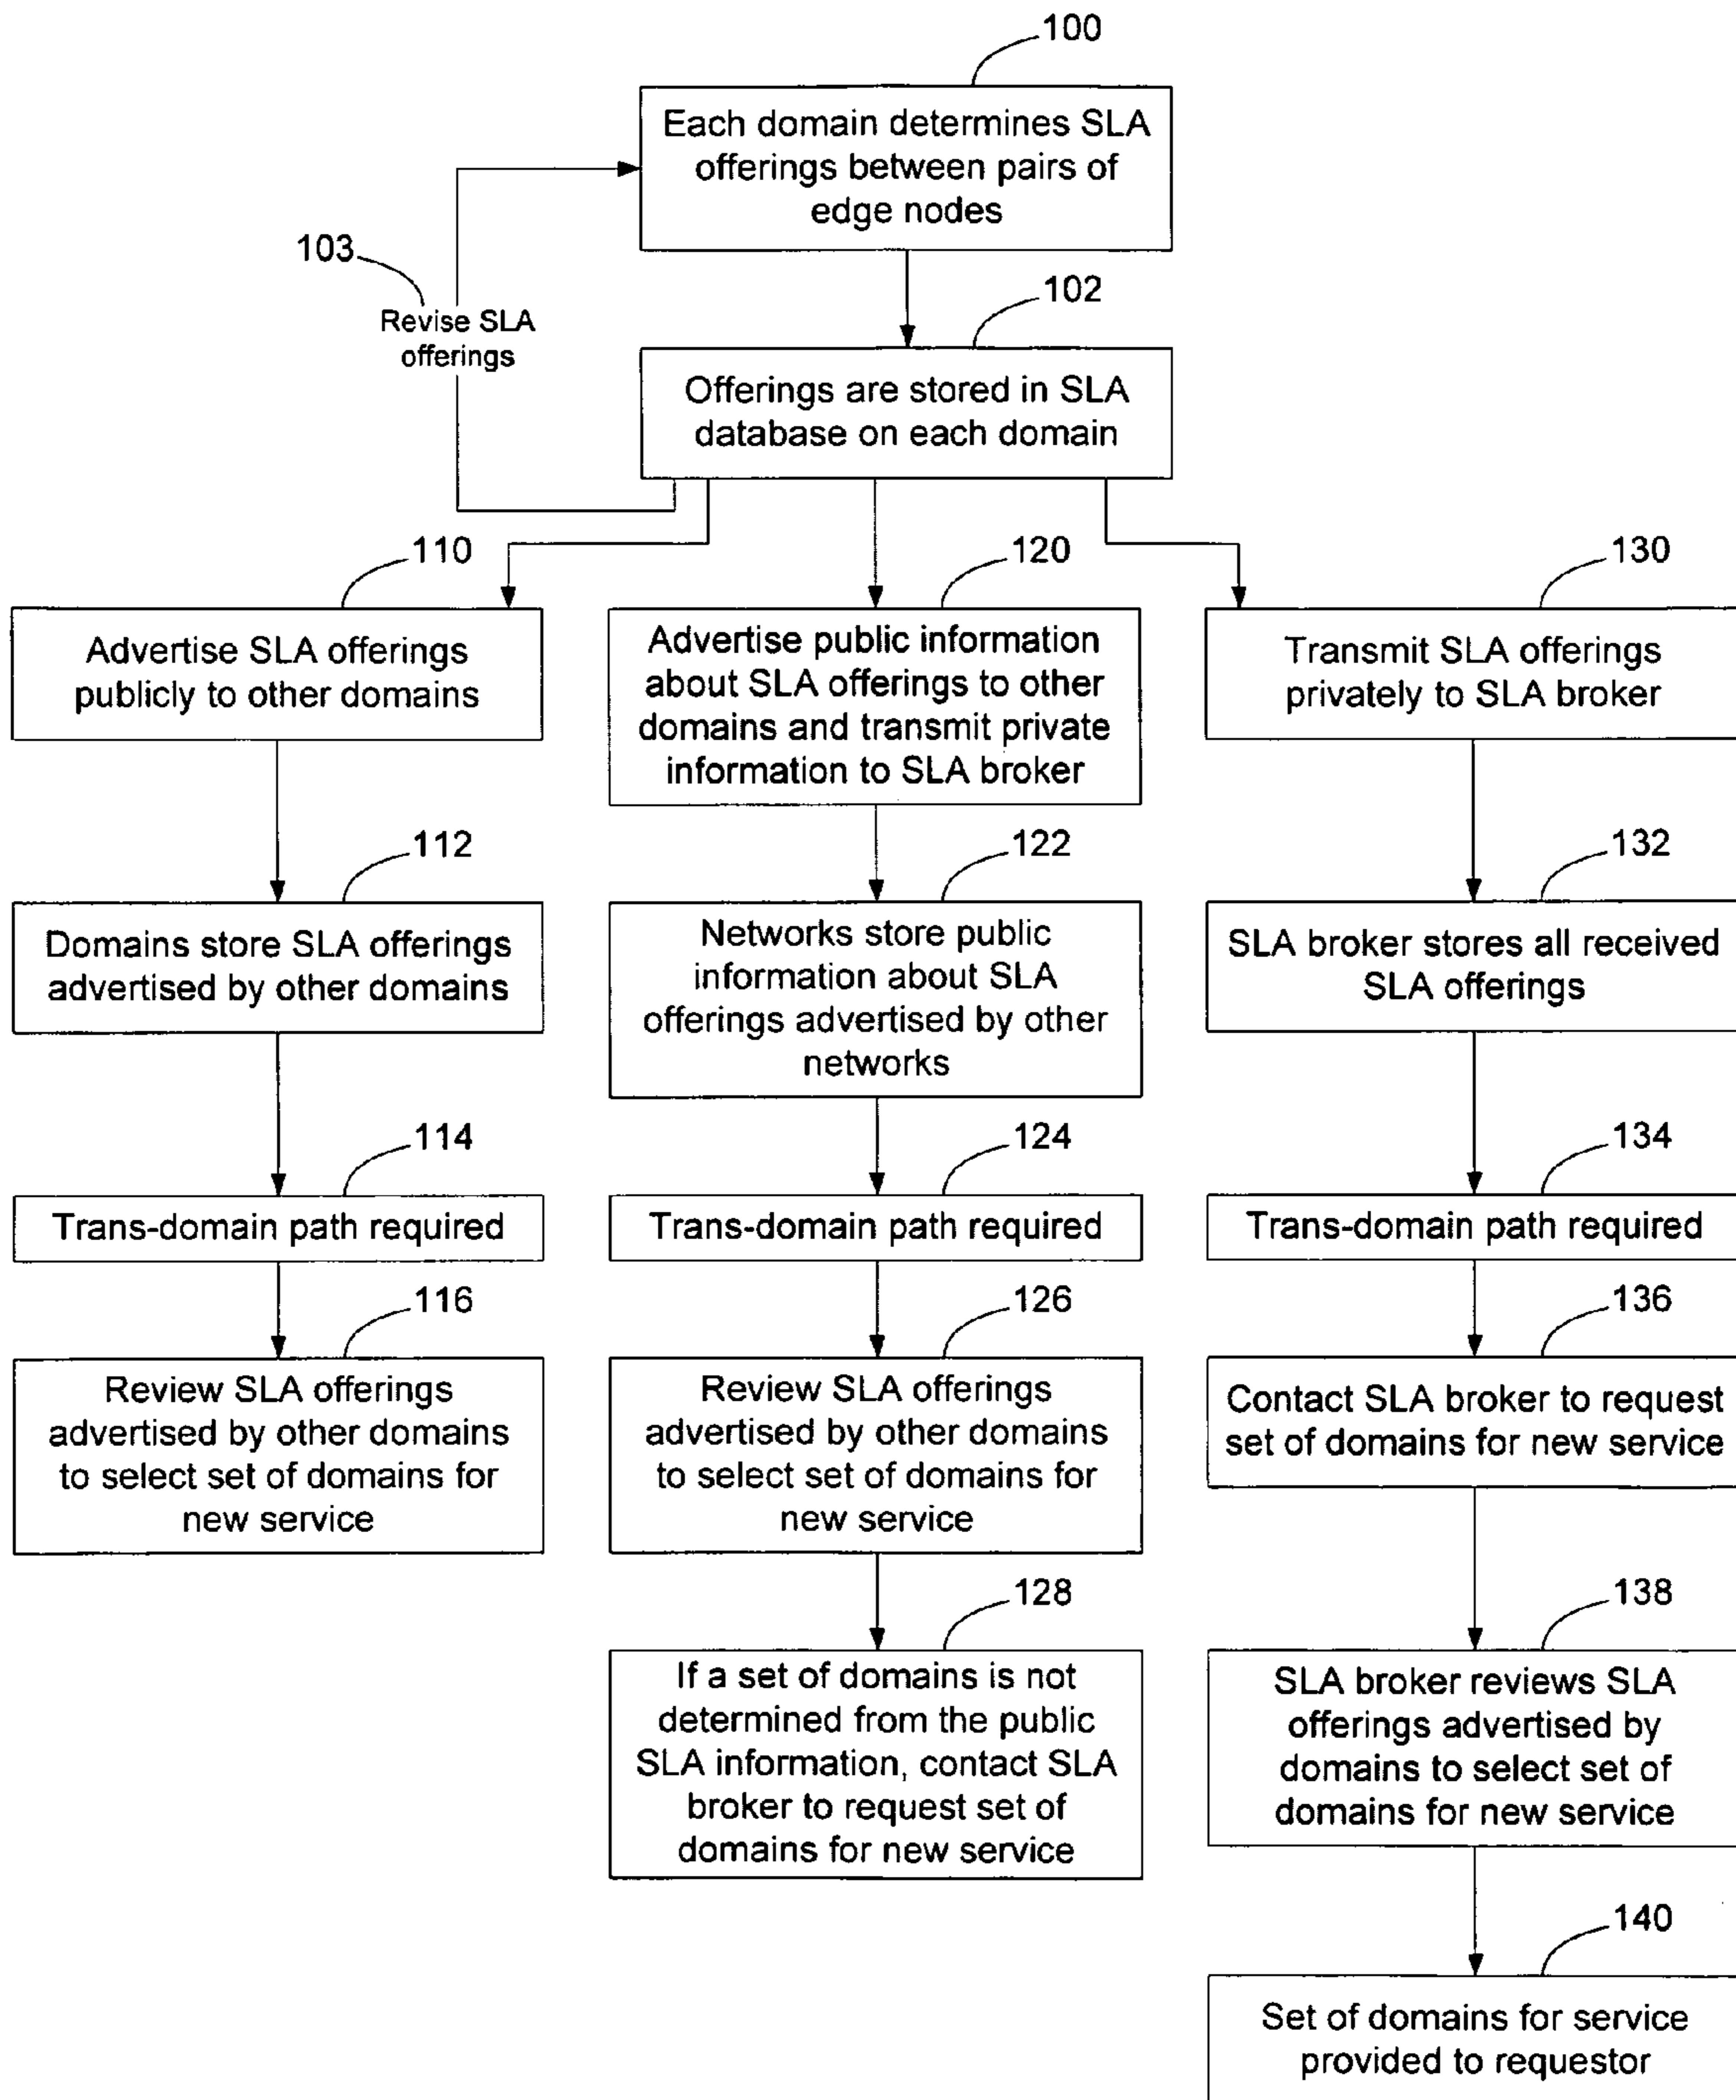 100
Each domain determines SLA
offerings between pairs of
edge nodes
103
Revise SLA
offerings
102
Offerings are stored in SLA
database on each domain
110
Advertise SLA offerings
publicly to other domains
112
Domains store SLA offerings
advertised by other domains
114
Trans-domain path required
116
Review SLA offerings
advertised by other domains
to select set of domains for
new service
120
Advertise public information
about SLA offerings to other
domains and transmit private
information to SLA broker
122
Networks store public
information about SLA
offerings advertised by other
networks
124
Trans-domain path required
126
Review SLA offerings
advertised by other domains
to select set of domains for
new service
128
If a set of domains is not
determined from the public
SLA information, contact SLA
broker to request set of
domains for new service
130
Transmit SLA offerings
privately to SLA broker
132
SLA broker stores all received
SLA offerings
134
Trans-domain path required
136
Contact SLA broker to request
set of domains for new service
138
SLA broker reviews SLA
offerings advertised by
domains to select set of
domains for new service
140
Set of domains for service
provided to requestor